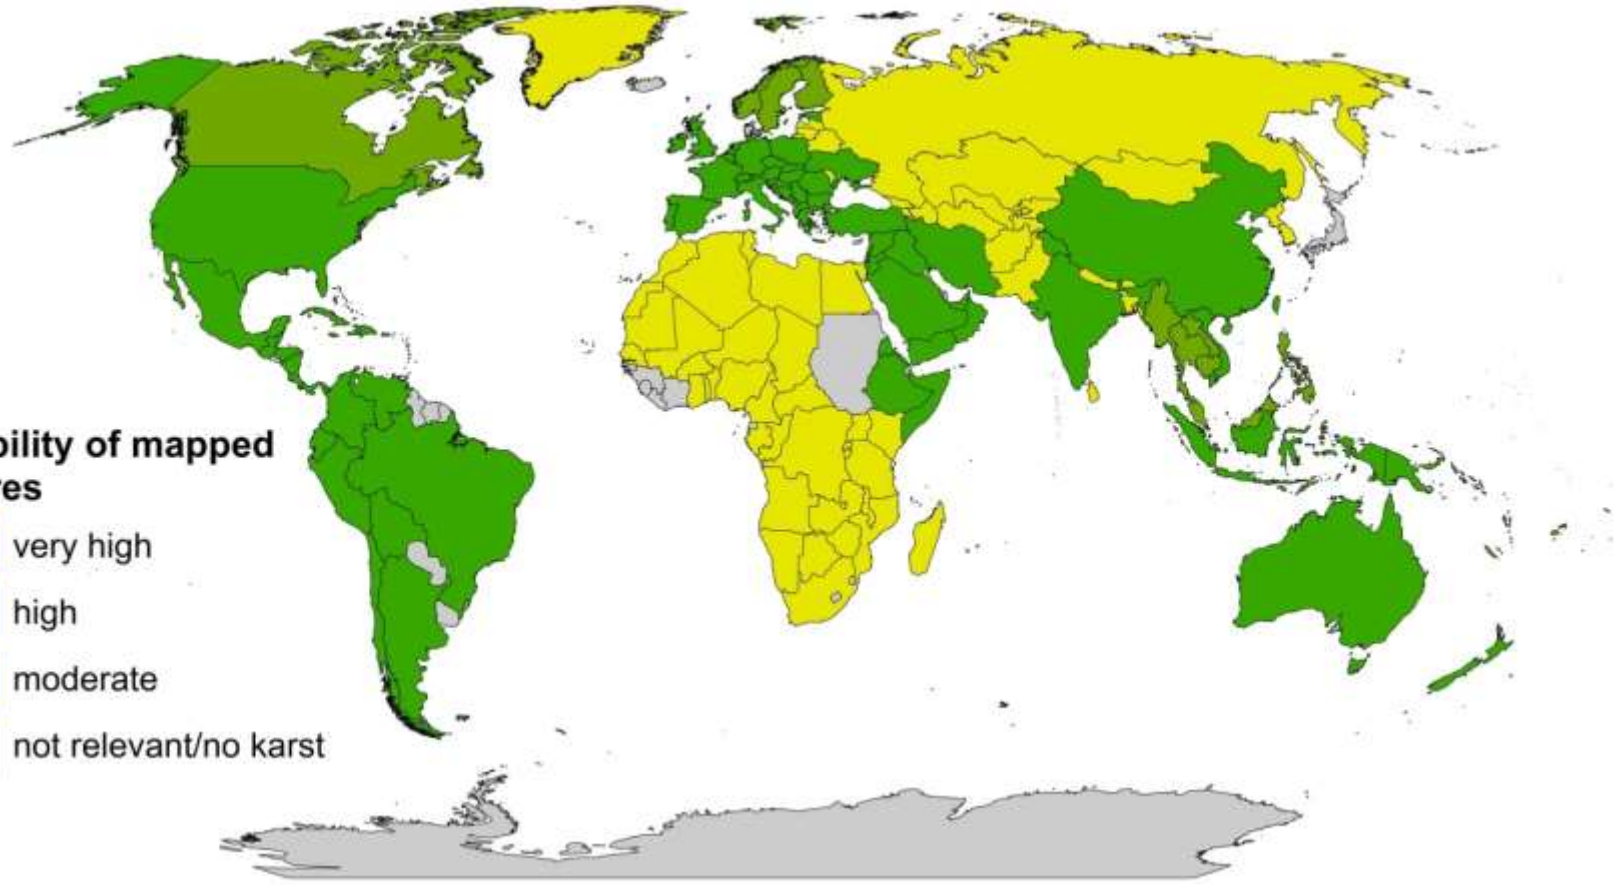 bility of mapped
res
very high
high
moderate
not relevant/no karst